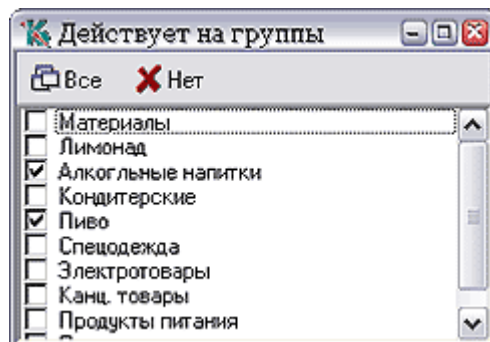 Действует на группы
Все Нет
Материалы
Лимонад
Алкогльные напитки
Кондитерские
Пиво
Спецодежда
Электротовары
Канц. товары
Продукты питания